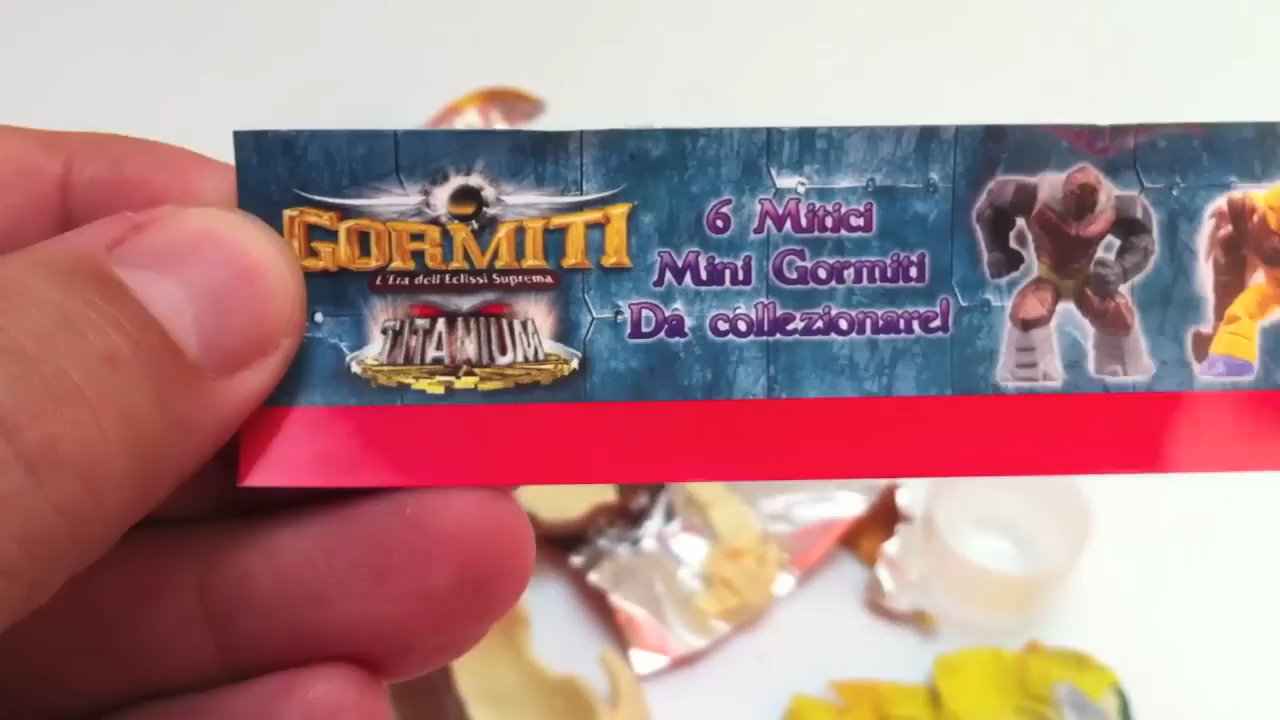 GORMITI
L'Era dell'Eclissi Suprema
TITANIUM
6 Mitici
Mini Gormiti
Da collezionare!